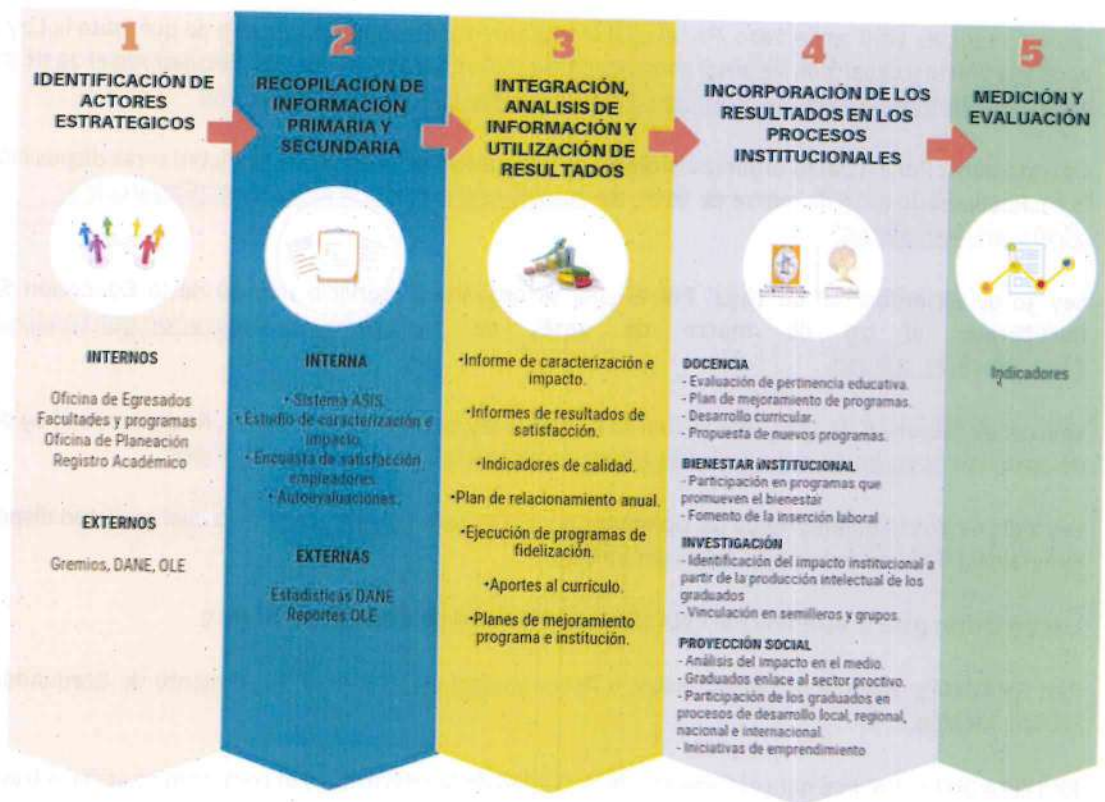 1
IDENTIFICACIÓN DE
ACTORES
ESTRATEGICOS
INTERNOS
Oficina de Egresados
Facultades y programas
Oficina de Planeación
Registro Académico
EXTERNOS
Gremios, DANE, OLE
2
RECOPILACIÓN DE
INFORMACIÓN
PRIMARIA Y
SECUNDARIA
INTERNA
• Sistema ASIS.
• Estudio de caracterización e
impacto.
• Encuesta de satisfacción
empleadores.
• Autoevaluaciones.
EXTERNAS
Estadísticas DANE
Reportes OLE
3
INTEGRACIÓN,
ANALISIS DE
INFORMACIÓN Y
UTILIZACIÓN DE
RESULTADOS
•Informe de caracterización e
impacto.
•Informes de resultados de
satisfacción.
•Indicadores de calidad.
•Plan de relacionamiento anual.
•Ejecución de programas de
fidelización.
•Aportes al currículo.
•Planes de mejoramiento
programa e institución.
4
INCORPORACIÓN DE LOS
RESULTADOS EN LOS
PROCESOS
INSTITUCIONALES
DOCENCIA
- Evaluación de pertinencia educativa.
- Plan de mejoramiento de programas.
- Desarrollo curricular.
- Propuesta de nuevos programas.
BIENESTAR INSTITUCIONAL
- Participación en programas que
promueven el bienestar
- Fomento de la inserción laboral
INVESTIGACIÓN
- Identificación del impacto institucional a
partir de la producción intelectual de los
graduados
- Vinculación en semilleros y grupos.
PROYECCIÓN SOCIAL
- Análisis del impacto en el medio.
- Graduados enlace al sector proctivo.
- Participación de los graduados en
procesos de desarrollo local, regional,
nacional e internacional.
- Iniciativas de emprendimiento
5
MEDICIÓN Y
EVALUACIÓN
Indicadores